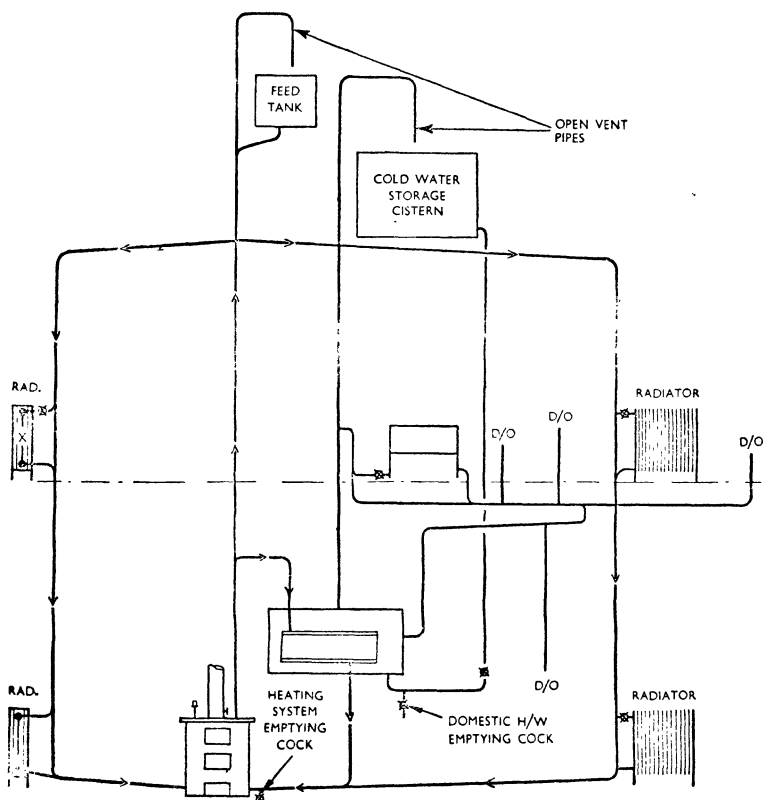 FEED
TANK
OPEN VENT
PIPES
COLD WATER
STORAGE
CISTERN
RAD.
RADIATOR
D/O
D/O
D/O
D/O
RAD.
HEATING
SYSTEM
EMPTYING
COCK
DOMESTIC H/W
EMPTYING COCK
RADIATOR